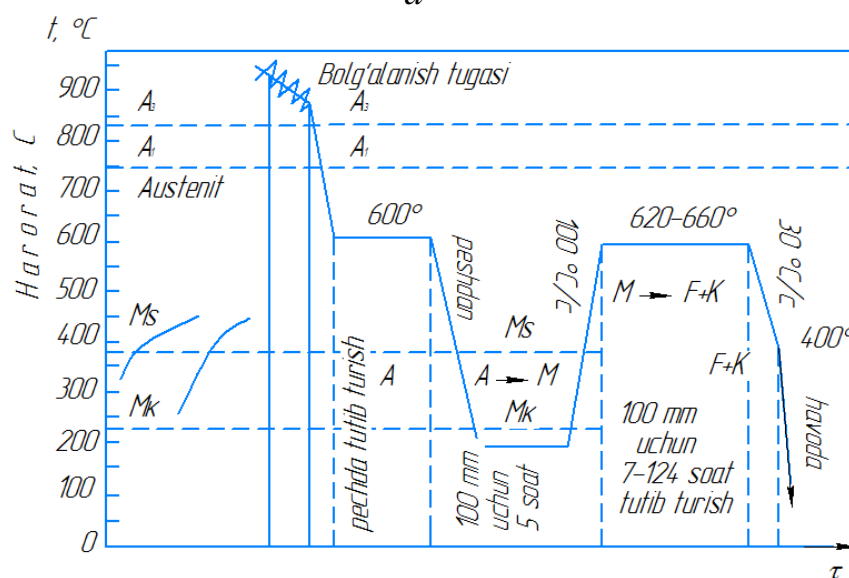 a
t, °C
Bolg'alanish tugasi
Harorat, C
900
800
700
600
500
400
300
200
100
0
A₃
A₃
A₁
A₁
Austenit
600°
620-660°
peshdan
100 °C/c
30 °C/c
M → F+K
Ms
Ms
400°
A
A → M
F+K
Mк
Mк
pechda tutib turish
100 mm
uchun
5 soat
100 mm
uchun
7-124 soat
tutib turish
havoda
τ